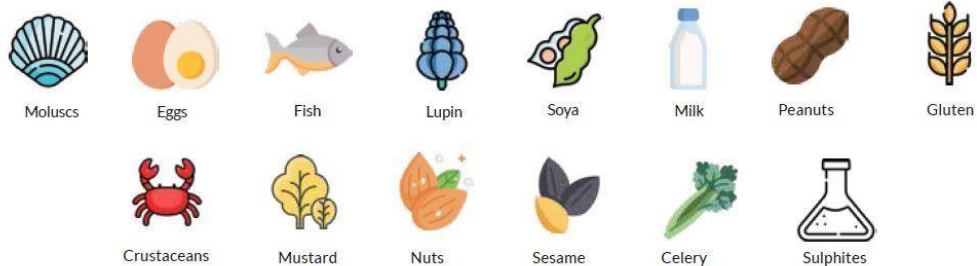 Moluscs Eggs Fish Lupin Soya Milk Peanuts Gluten
Crustaceans Mustard Nuts Sesame Celery Sulphites